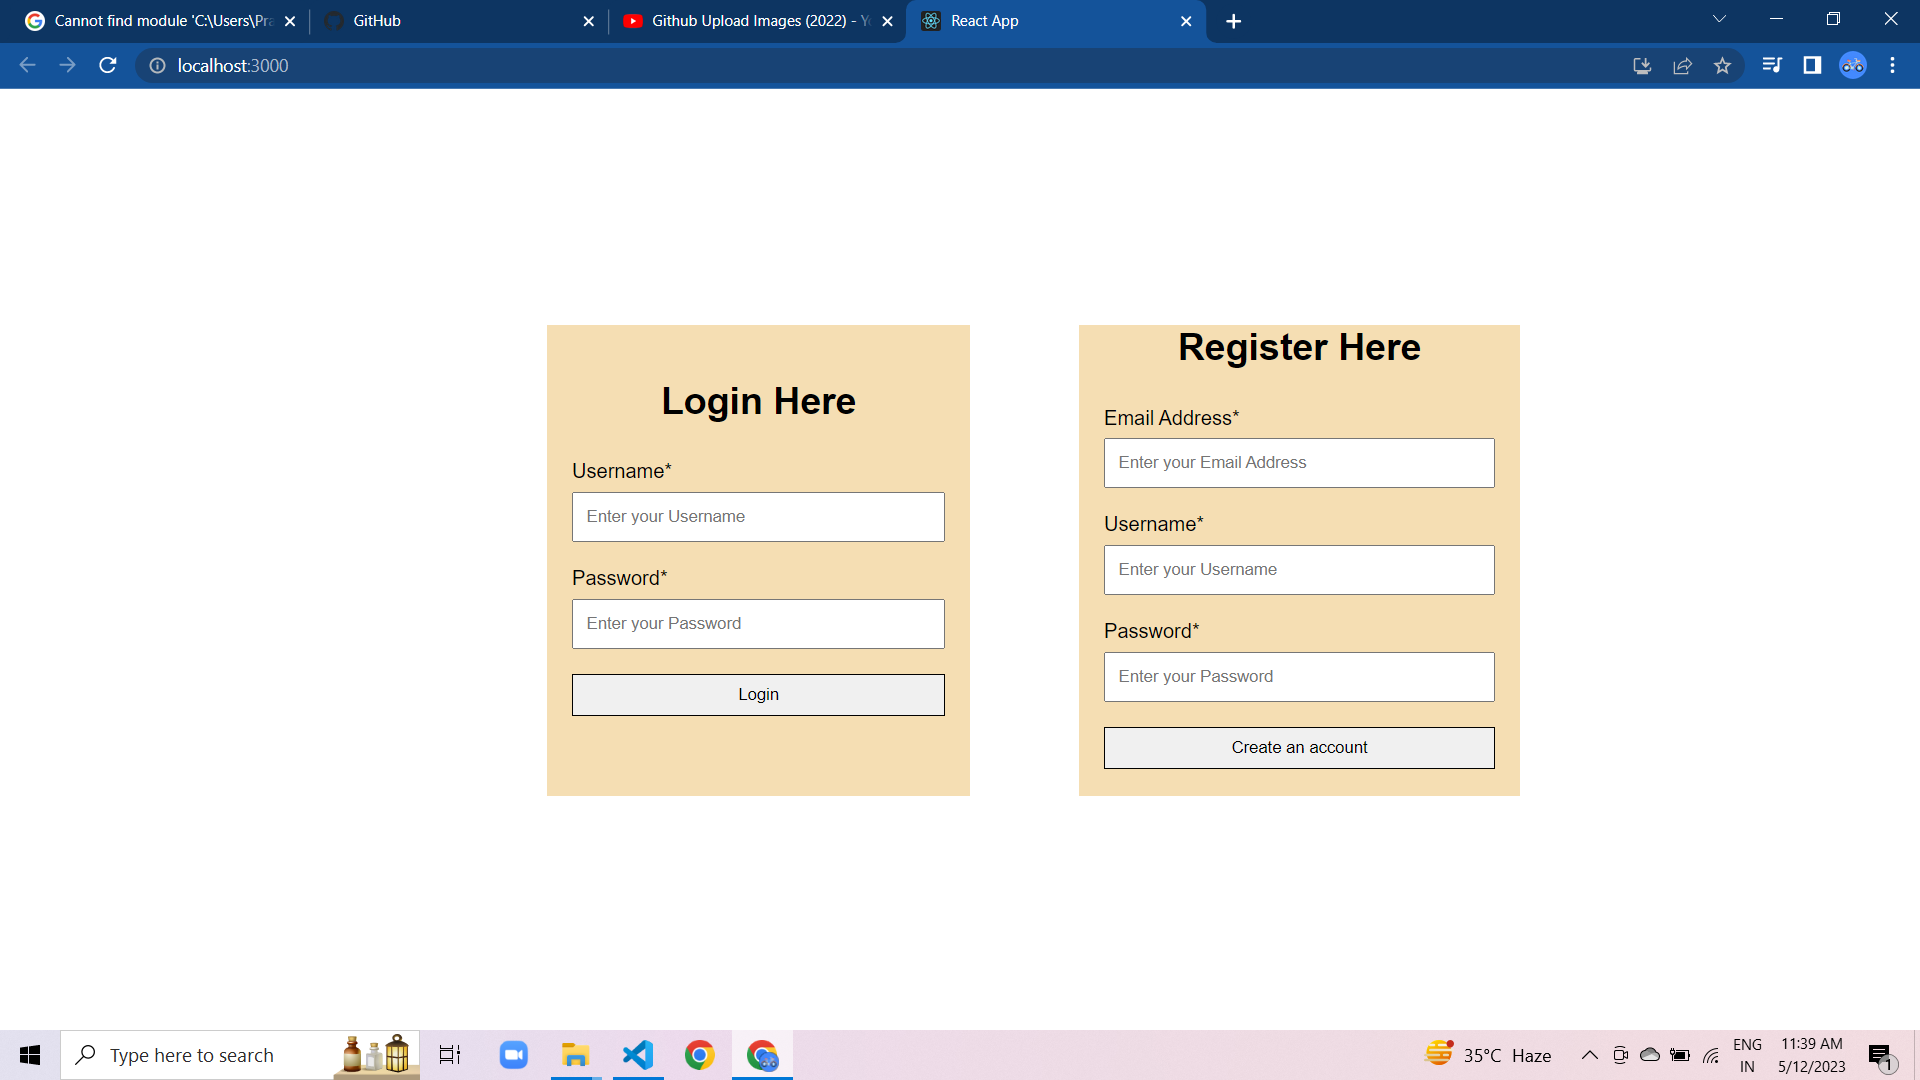 Cannot find module 'C:\Users\Pra
GitHub
Github Upload Images (2022) - Yo
React App
localhost:3000
Login Here
Username*
Enter your Username
Password*
Enter your Password
Login
Register Here
Email Address*
Enter your Email Address
Username*
Enter your Username
Password*
Enter your Password
Create an account
Type here to search
35°C Haze
ENG
IN
11:39 AM
5/12/2023
1